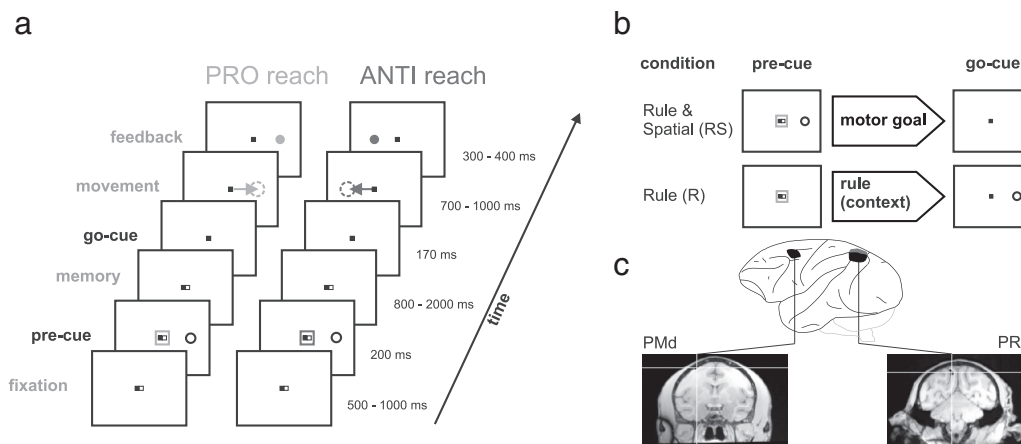 a
PRO reach
ANTI reach
feedback
movement
go-cue
memory
pre-cue
fixation
300 - 400 ms
700 - 1000 ms
170 ms
800 - 2000 ms
200 ms
500 - 1000 ms
time
b
condition
pre-cue
go-cue
Rule &
Spatial (RS)
motor goal
Rule (R)
rule
(context)
c
PMd
PR